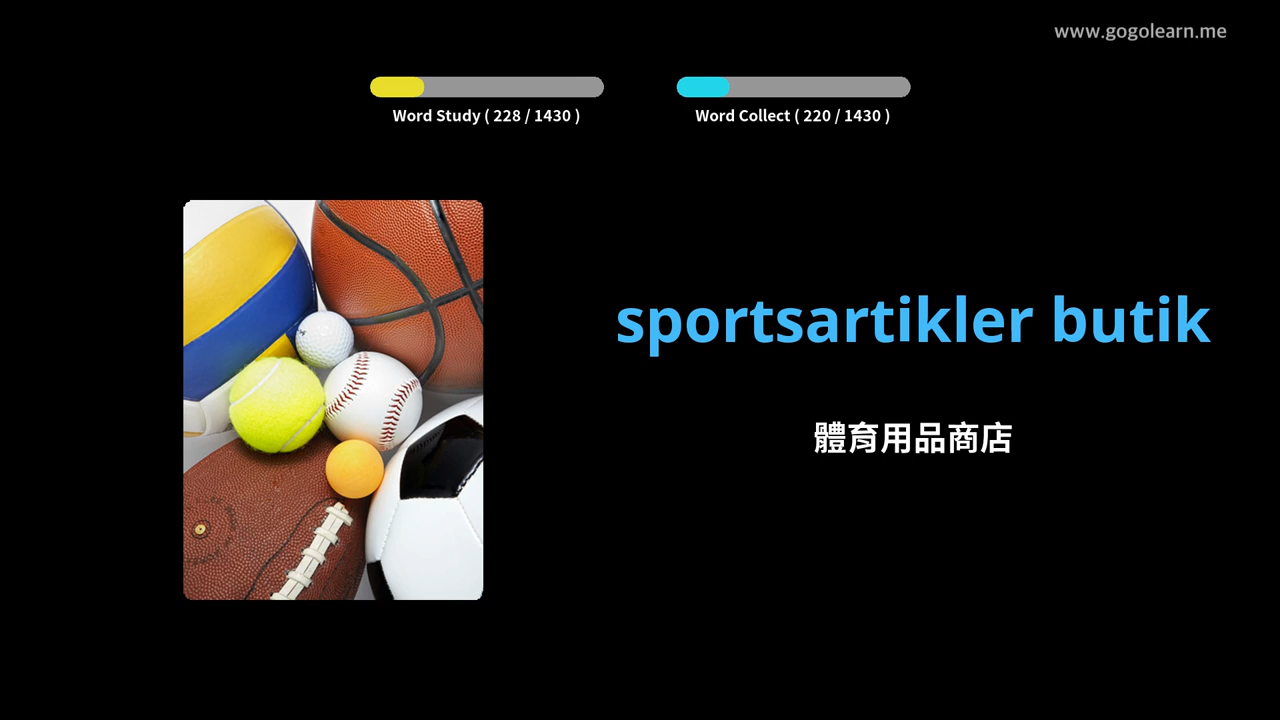 www.gogolearn.me
Word Study ( 228 / 1430 )
Word Collect ( 220 / 1430 )
sportsartikler butik
體育用品商店